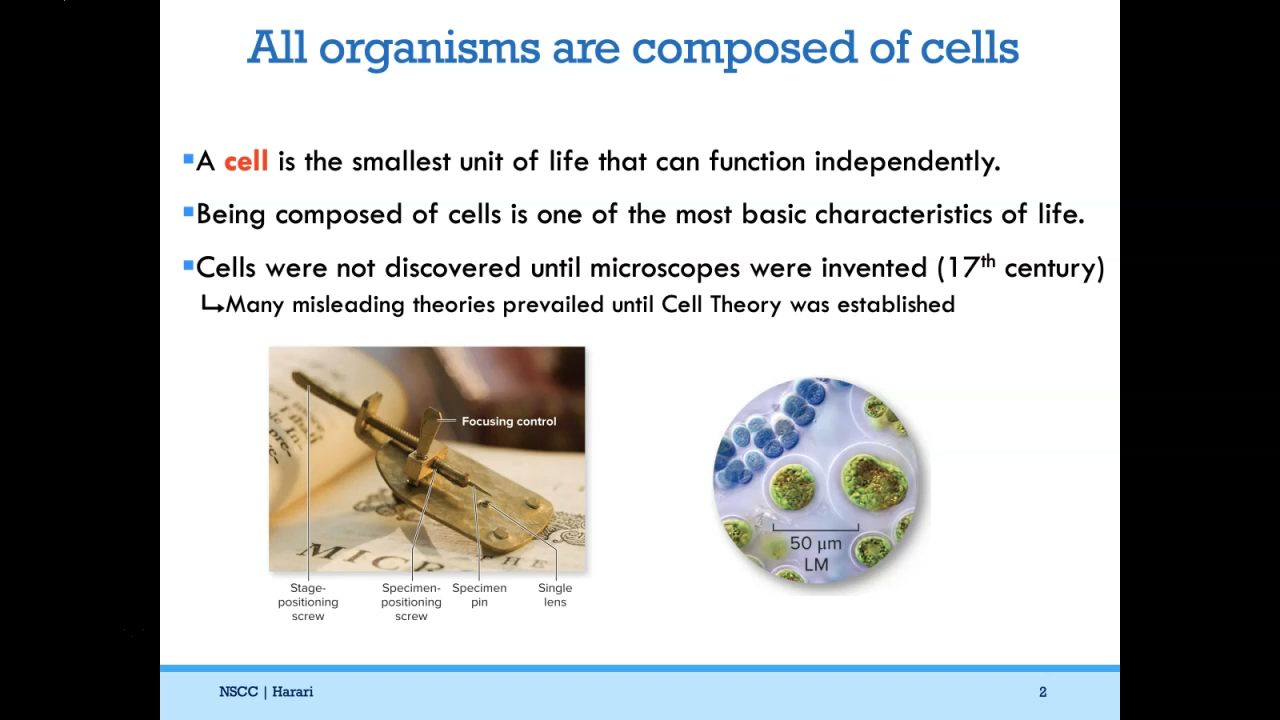 All organisms are composed of cells
▪A cell is the smallest unit of life that can function independently.
▪Being composed of cells is one of the most basic characteristics of life.
▪Cells were not discovered until microscopes were invented (17th century)
↳Many misleading theories prevailed until Cell Theory was established
Focusing control
MICR
HE
Stage-
positioning
screw
Specimen-
positioning
screw
Specimen
pin
Single
lens
50 µm
LM
NSCC | Harari
2